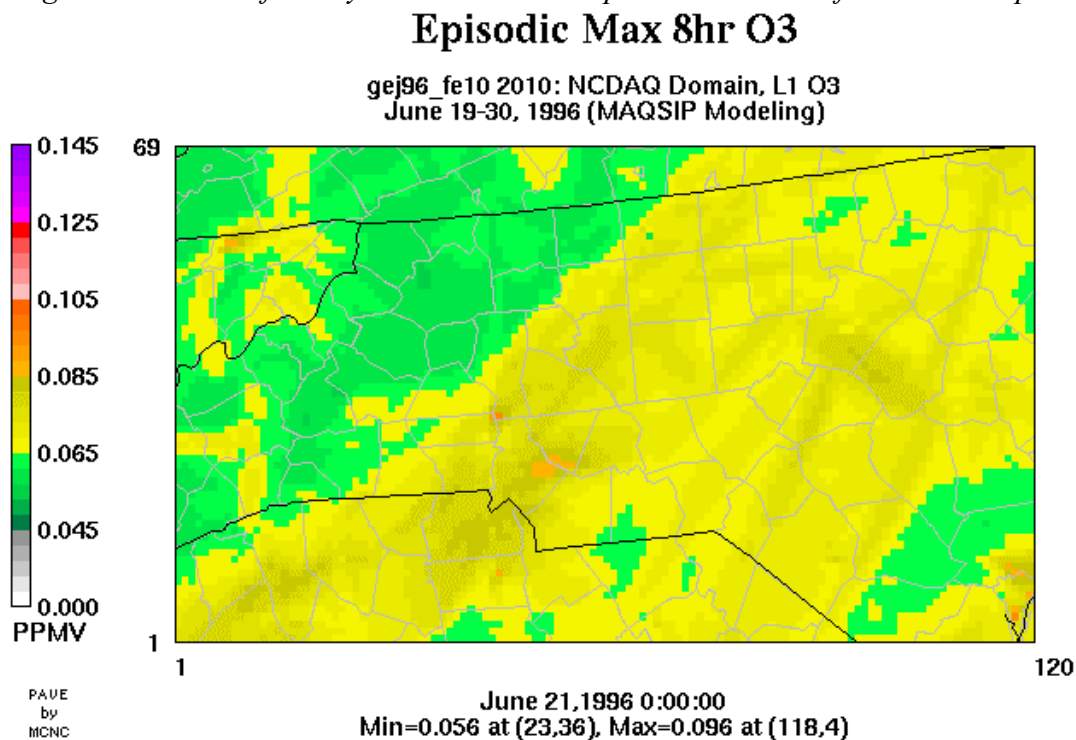 Episodic Max 8hr O3
gej96_fe10 2010: NCDAQ Domain, L1 O3
June 19-30, 1996 (MAQSIP Modeling)
0.145
0.125
0.105
0.085
0.065
0.045
0.000
PPMV
69
1
1
120
PAVE
by
MCNC
June 21,1996 0:00:00
Min=0.056 at (23,36), Max=0.096 at (118,4)